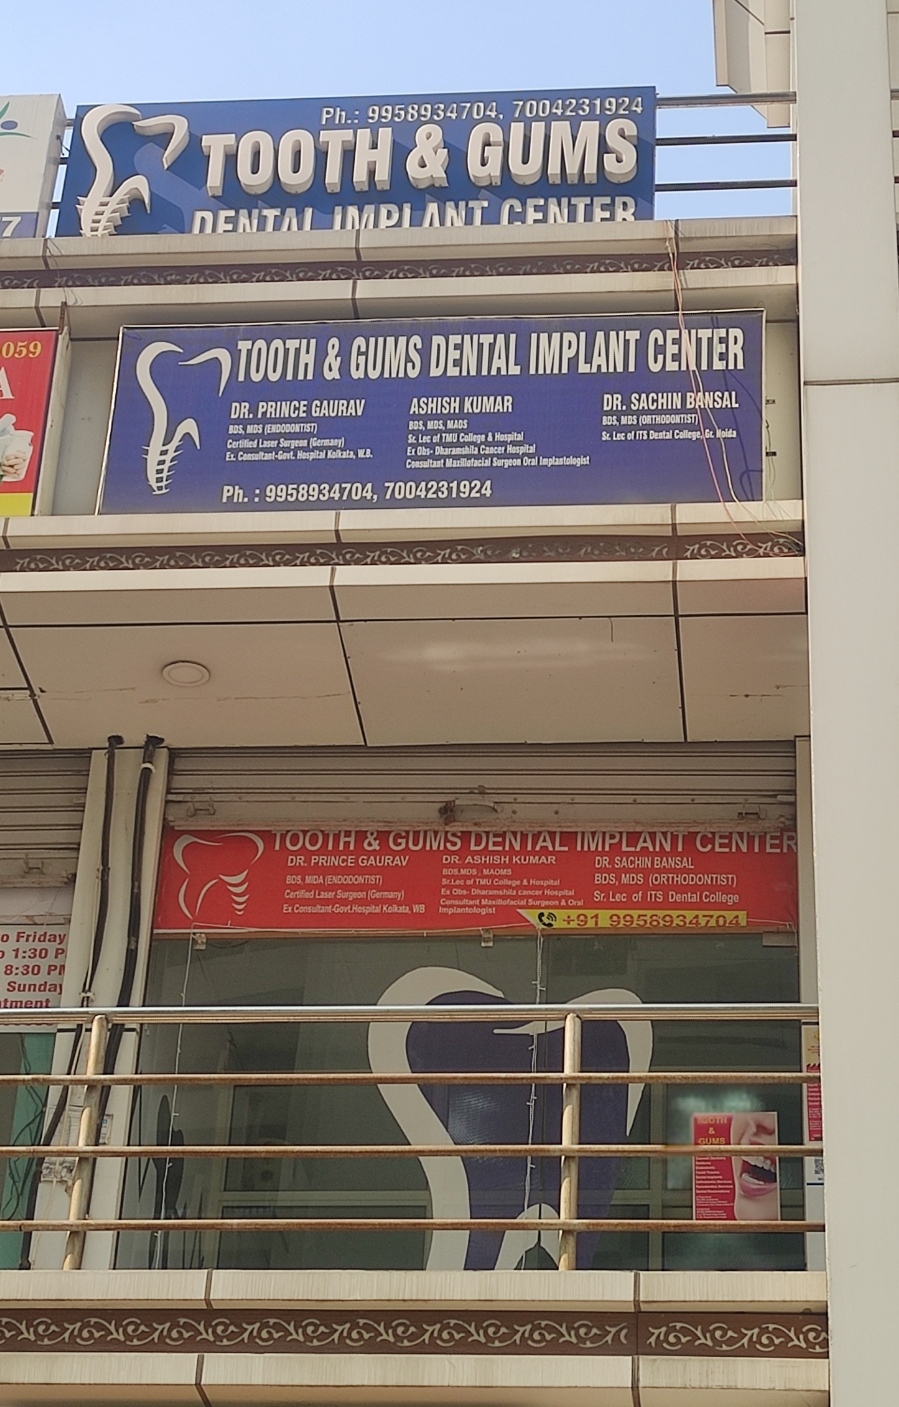 Ph.: 9958934704, 7004231924
TOOTH & GUMS
DENTAL IMPLANT CENTER
7
059
A
TOOTH & GUMS DENTAL IMPLANT CENTER
DR. PRINCE GAURAV
BDS, MDS (ENDODONTIST)
Certified Laser Surgeon (Germany)
Ex. Consultant-Govt. Hospital Kolkata, W.B.
ASHISH KUMAR
BDS, MDS, MAOS
Sr. Lec of TMU College & Hospital
Ex Obs- Dharamshila Cancer Hospital
Consultant Maxillofacial Surgeon Oral Implantologist
DR. SACHIN BANSAL
BDS, MDS (ORTHODONTIST)
Sr. Lec of ITS Dental College, Gr. Noida
Ph. : 9958934704, 7004231924
TOOTH & GUMS DENTAL IMPLANT CENTER
DR. PRINCE GAURAV
BDS, MIDA (ENDODONTIST)
Certified Laser Surgeon (Germany)
Ex Consultant-Govt.Hospital Kolkata, WB
DR. ASHISH KUMAR
BDS,MDS , MAOMS
Sr.Lec of TMU College & Hospital
Ex Obs- Dharamshila cancer Hospital
Consultant Maxillofacial Surgeon & Oral
Implantologist
DR. SACHIN BANSAL
BDS, MDS (ORTHODONTIST)
Sr. Lec of ITS Dental College
+91 9958934704
to Friday
1:30 P
8:30 PM
Sunday
TOOTH
&
GUMS